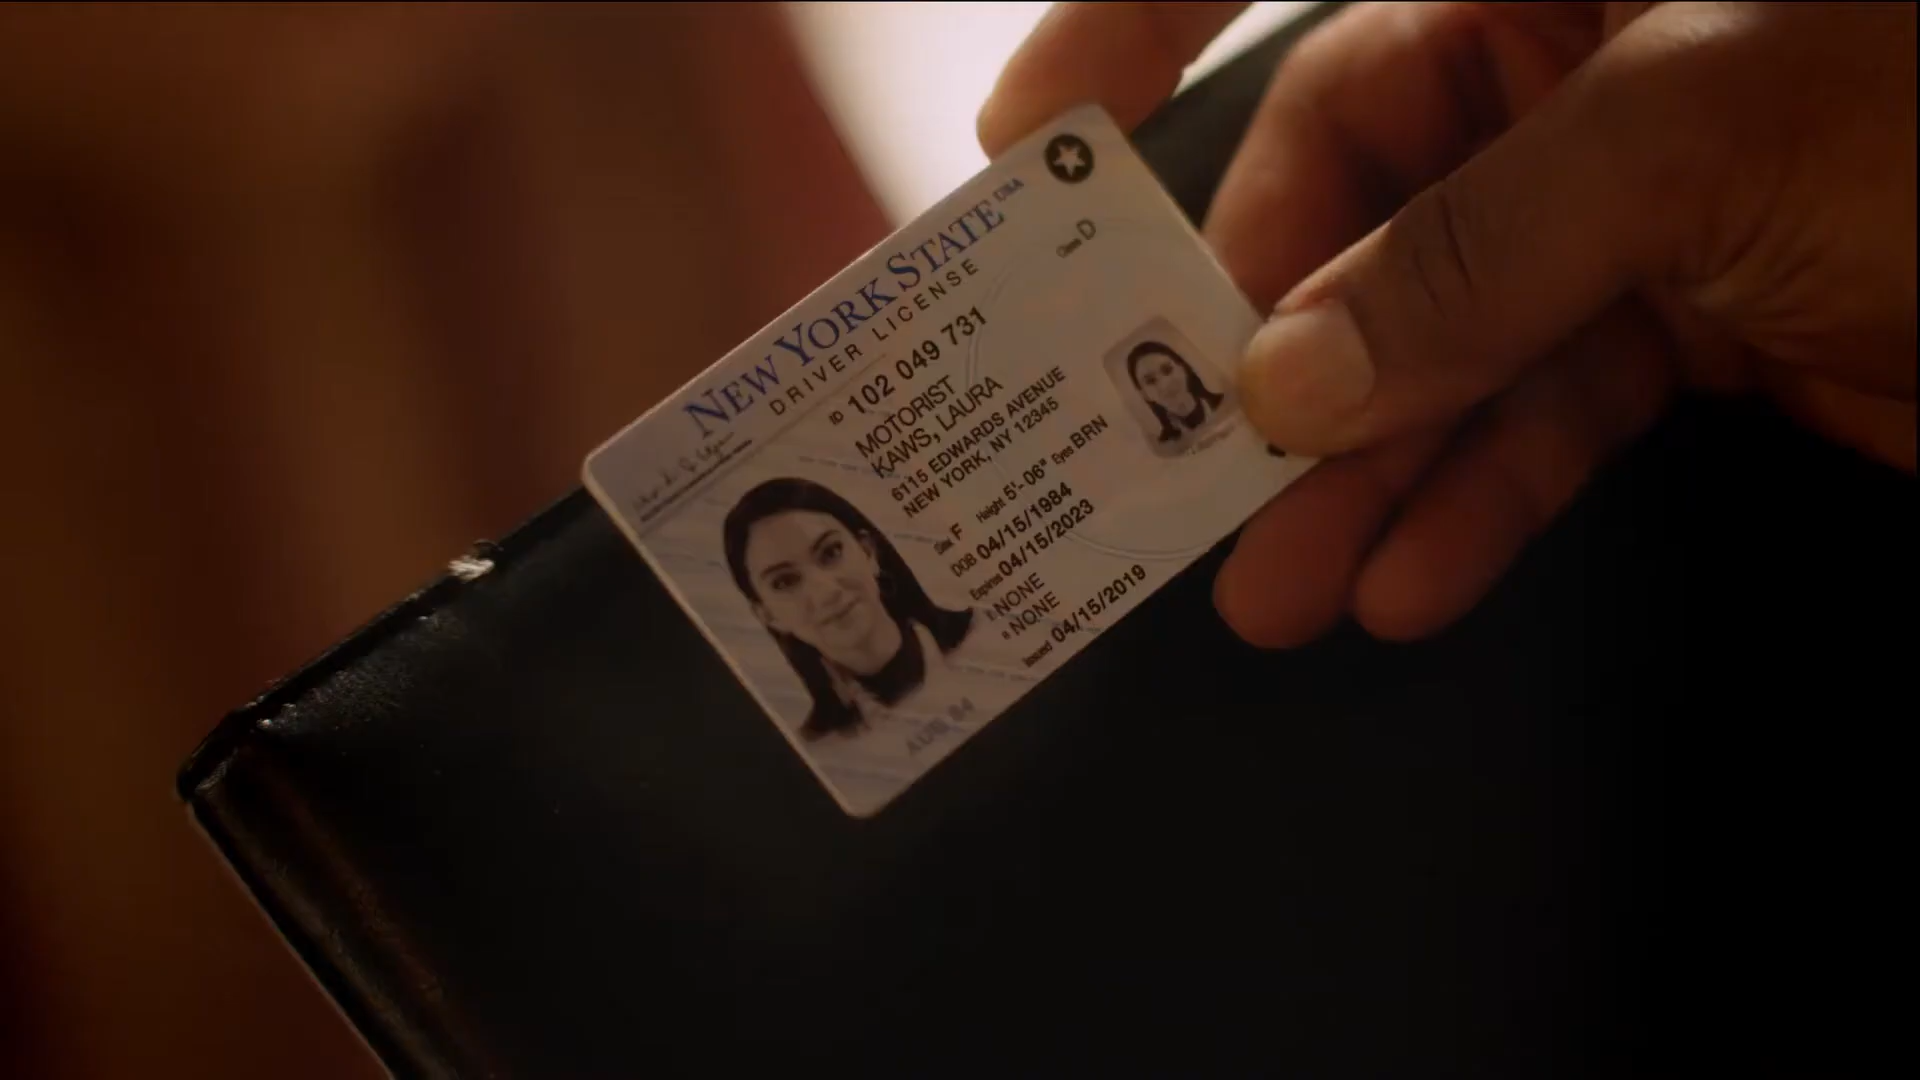 NEW YORK STATE USA
DRIVER LICENSE
Class D
ID 102 049 731
MOTORIST
KAWS, LAURA
6115 EDWARDS AVENUE
NEW YORK, NY 12345
Sex F Height 5'-06" Eyes BRN
DOB 04/15/1984
Expires 04/15/2023
E NONE
R NONE
Issued 04/15/2019
AUG 84